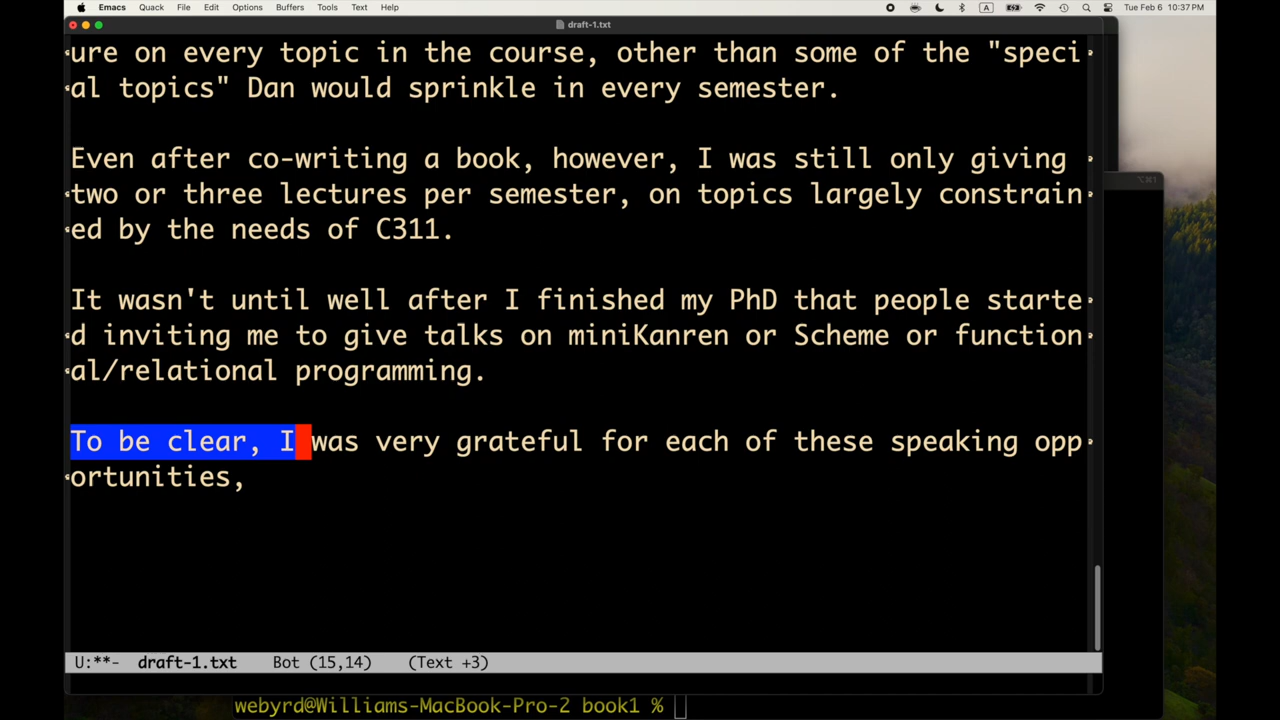 Emacs Quack File Edit Options Buffers Tools Text Help A Tue Feb 6 10:37 PM
draft-1.txt
ure on every topic in the course, other than some of the "speci
al topics" Dan would sprinkle in every semester.
Even after co-writing a book, however, I was still only giving
two or three lectures per semester, on topics largely constrain
ed by the needs of C311.
It wasn't until well after I finished my PhD that people starte
d inviting me to give talks on miniKanren or Scheme or function
al/relational programming.
To be clear, I was very grateful for each of these speaking opp
ortunities,
U:**- draft-1.txt Bot (15,14) (Text +3)
webyrd@Williams-MacBook-Pro-2 book1 %